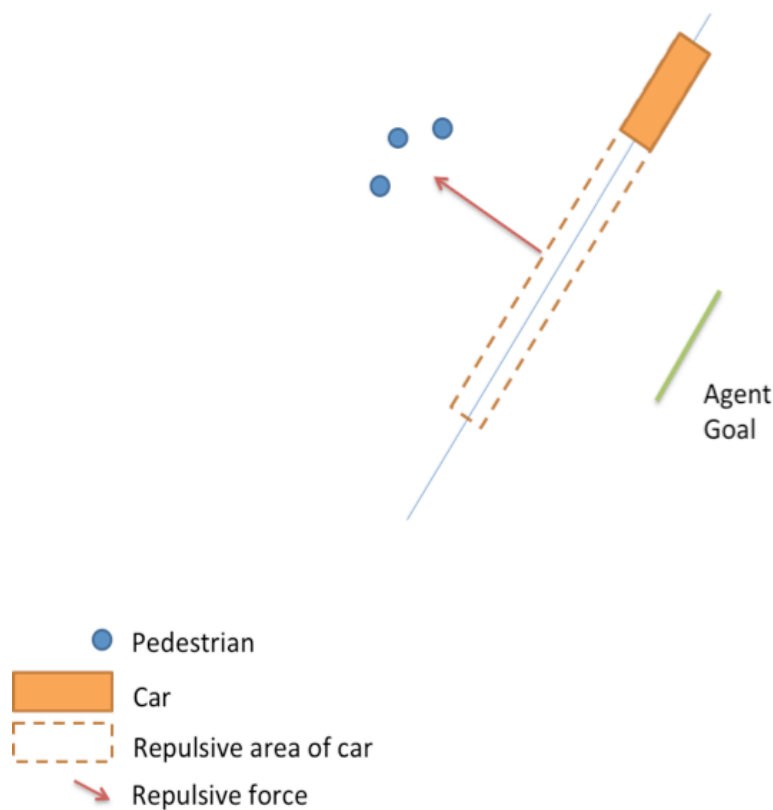 Agent
Goal
Pedestrian
Car
Repulsive area of car
Repulsive force